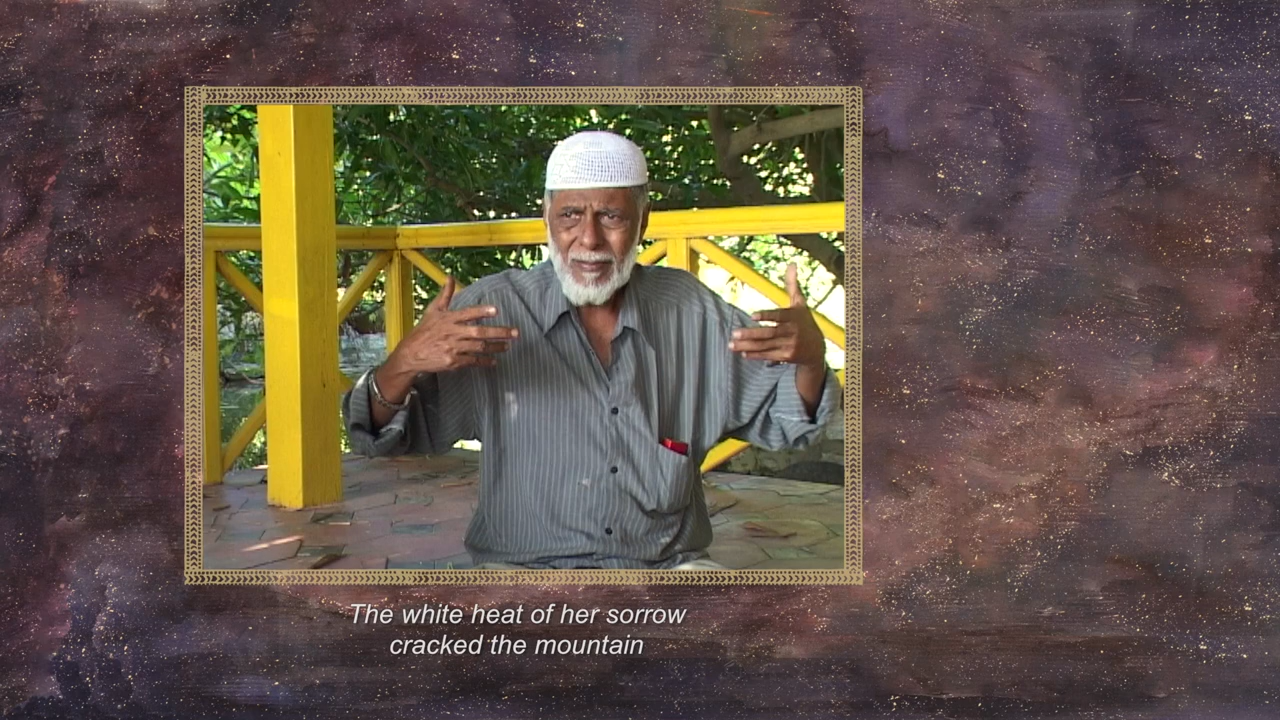 The white heat of her sorrow
cracked the mountain